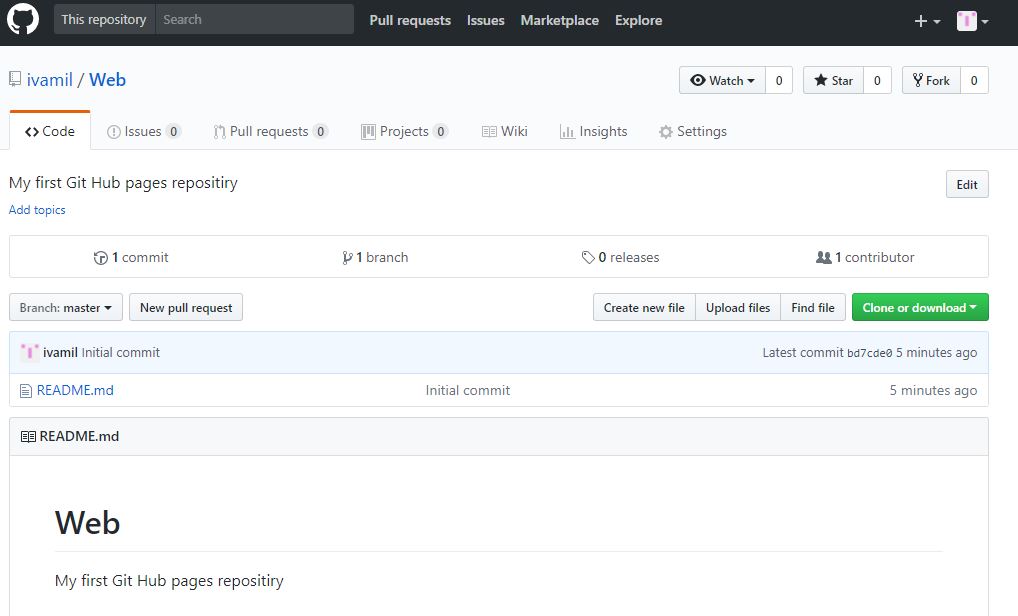 This repository Search Pull requests Issues Marketplace Explore
ivamil / Web Watch 0 Star 0 Fork 0
Code Issues 0 Pull requests 0 Projects 0 Wiki Insights Settings
My first Git Hub pages repositiry Edit
Add topics
1 commit 1 branch 0 releases 1 contributor
Branch: master New pull request Create new file Upload files Find file Clone or download
ivamil Initial commit Latest commit bd7cde0 5 minutes ago
README.md Initial commit 5 minutes ago
README.md
Web
My first Git Hub pages repositiry